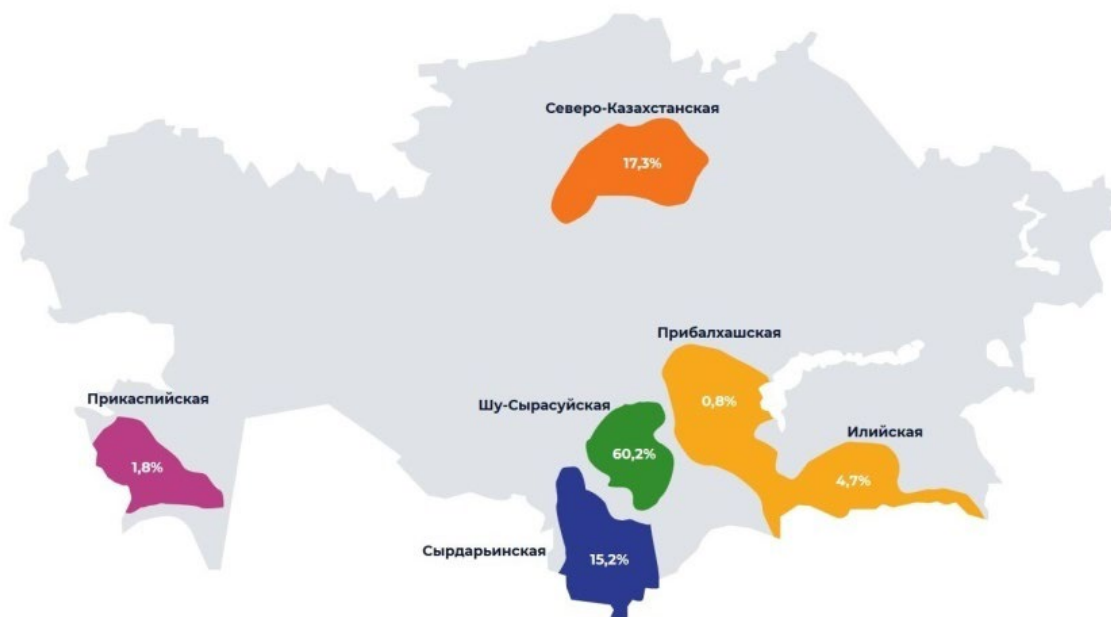 Северо-Казахстанская
17,3%
Прибалхашская
0,8%
Прикаспийская
1,8%
Шу-Сырасуйская
60,2%
Илийская
4,7%
Сырдарьинская
15,2%